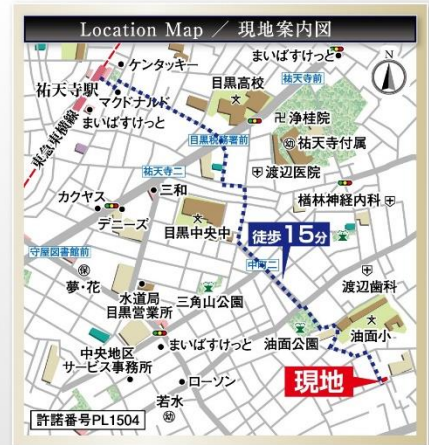 Location Map ／ 現地案内図
まいばすけっと
ケンタッキー
祐天寺前
N
祐天寺駅
目黒高校
マクドナルド
浄桂院
まいばすけっと
目黒税務署前
祐天寺付属
幼
東急東横線
祐天寺二
渡辺医院
三和
楢林神経内科
カクヤス
デニーズ
目黒中央中
徒歩15分
守屋図書館前
中町二
保
夢・花
渡辺歯科
水道局
目黒営業所
三角山公園
油面小
まいばすけっと
油面公園
中央地区
サービス事務所
ローソン
現地
若水
幼
許諾番号PL1504